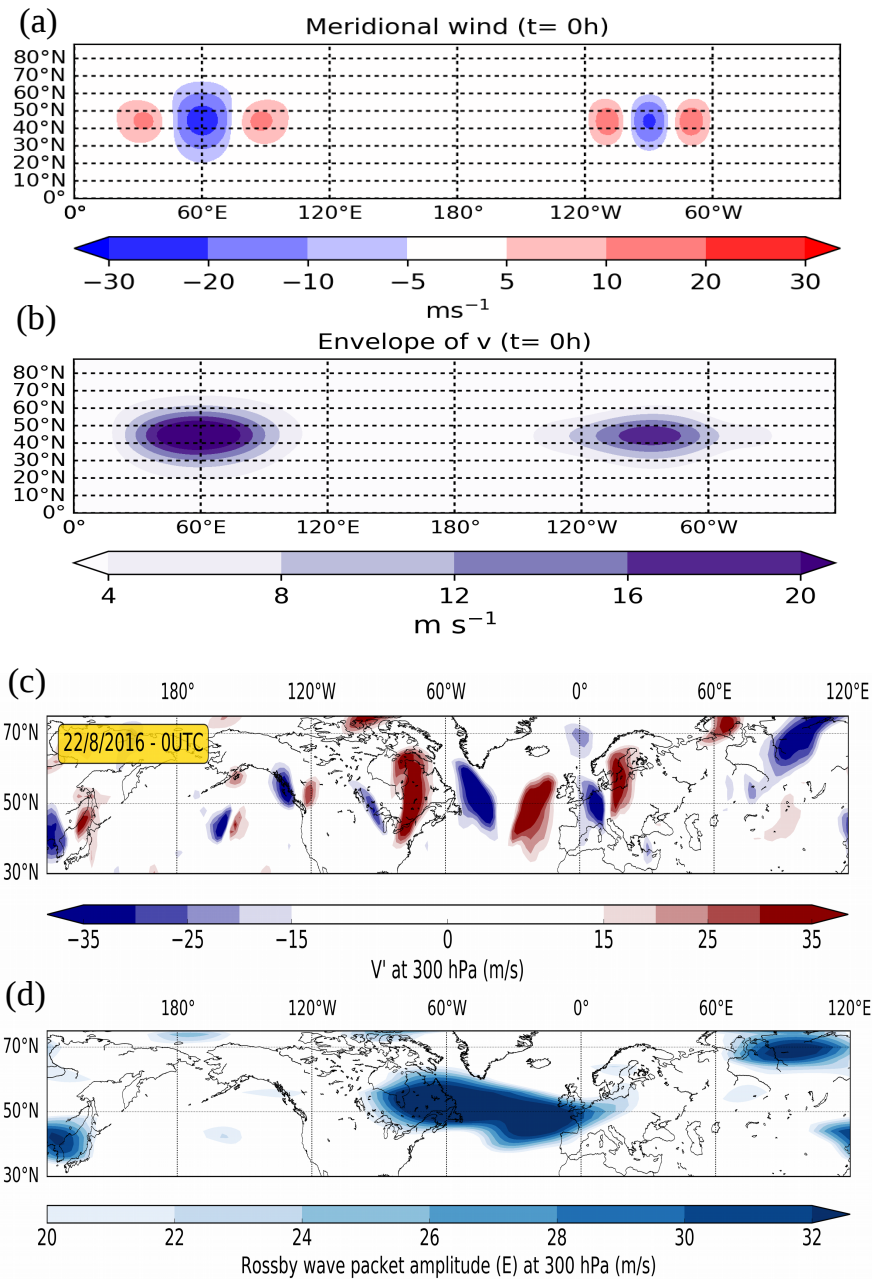 (a)
Meridional wind (t= 0h)
80°N
70°N
60°N
50°N
40°N
30°N
20°N
10°N
0°
0° 60°E 120°E 180° 120°W 60°W
−30 −20 −10 −5 5 10 20 30
ms⁻¹
(b)
Envelope of v (t= 0h)
80°N
70°N
60°N
50°N
40°N
30°N
20°N
10°N
0°
0° 60°E 120°E 180° 120°W 60°W
4 8 12 16 20
m s⁻¹
(c)
180° 120°W 60°W 0° 60°E 120°E
22/8/2016 - 0UTC
70°N
50°N
30°N
−35 −25 −15 0 15 25 35
V' at 300 hPa (m/s)
(d)
180° 120°W 60°W 0° 60°E 120°E
70°N
50°N
30°N
20 22 24 26 28 30 32
Rossby wave packet amplitude (E) at 300 hPa (m/s)